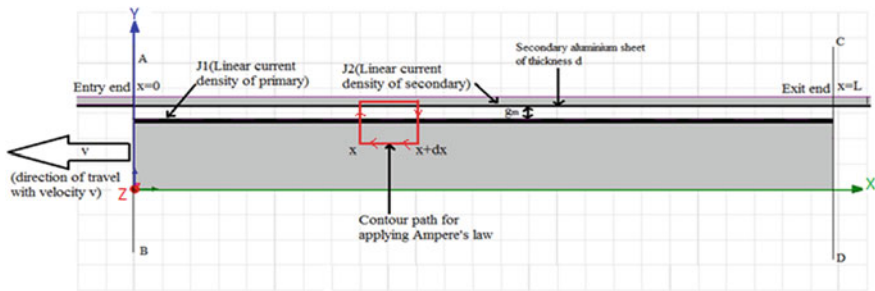 Y
A
C
J1(Linear current
density of primary)
J2(Linear current
density of secondary)
Secondary aluminium sheet
of thickness d
Entry end
x=0
Exit end
x=L
gm
v
x
x+dx
(direction of travel
with velocity v)
Z
X
Contour path for
applying Ampere's law
B
D